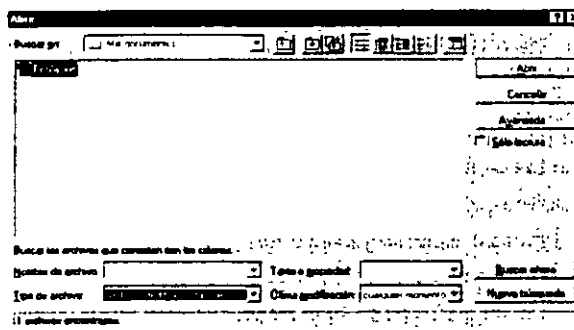 Abrir
Buscar en: Mis documentos
Abrir
Cancelar
Avanzada
Sólo lectura
Buscar los archivos que coincidan con los criterios:
Nombre de archivo: Texto o propiedad: Buscar ahora
Tipo de archivo: Última modificación: cualquier momento Nueva búsqueda
archivos encontrados.